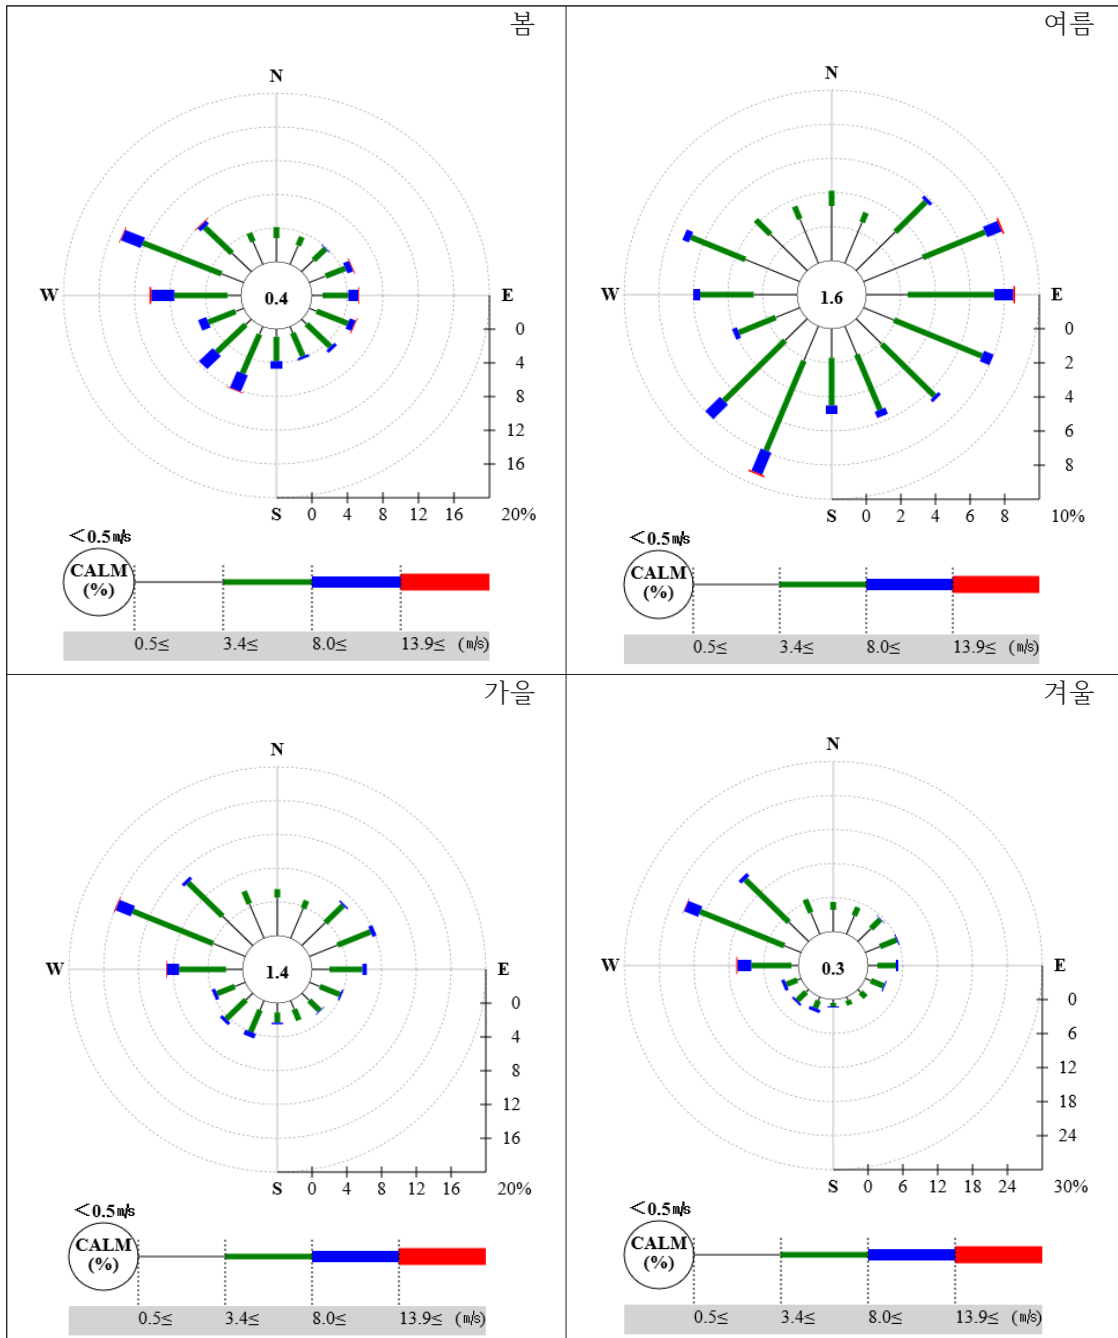 봄
N
W
0.4
E
0
4
8
12
16
S 0 4 8 12 16 20%
<0.5㎧
CALM
(%)
0.5≤ 3.4≤ 8.0≤ 13.9≤ (㎧)
여름
N
W
1.6
E
0
2
4
6
8
S 0 2 4 6 8 10%
<0.5㎧
CALM
(%)
0.5≤ 3.4≤ 8.0≤ 13.9≤ (㎧)
가을
N
W
1.4
E
0
4
8
12
16
S 0 4 8 12 16 20%
<0.5㎧
CALM
(%)
0.5≤ 3.4≤ 8.0≤ 13.9≤ (㎧)
겨울
N
W
0.3
E
0
6
12
18
24
S 0 6 12 18 24 30%
<0.5㎧
CALM
(%)
0.5≤ 3.4≤ 8.0≤ 13.9≤ (㎧)